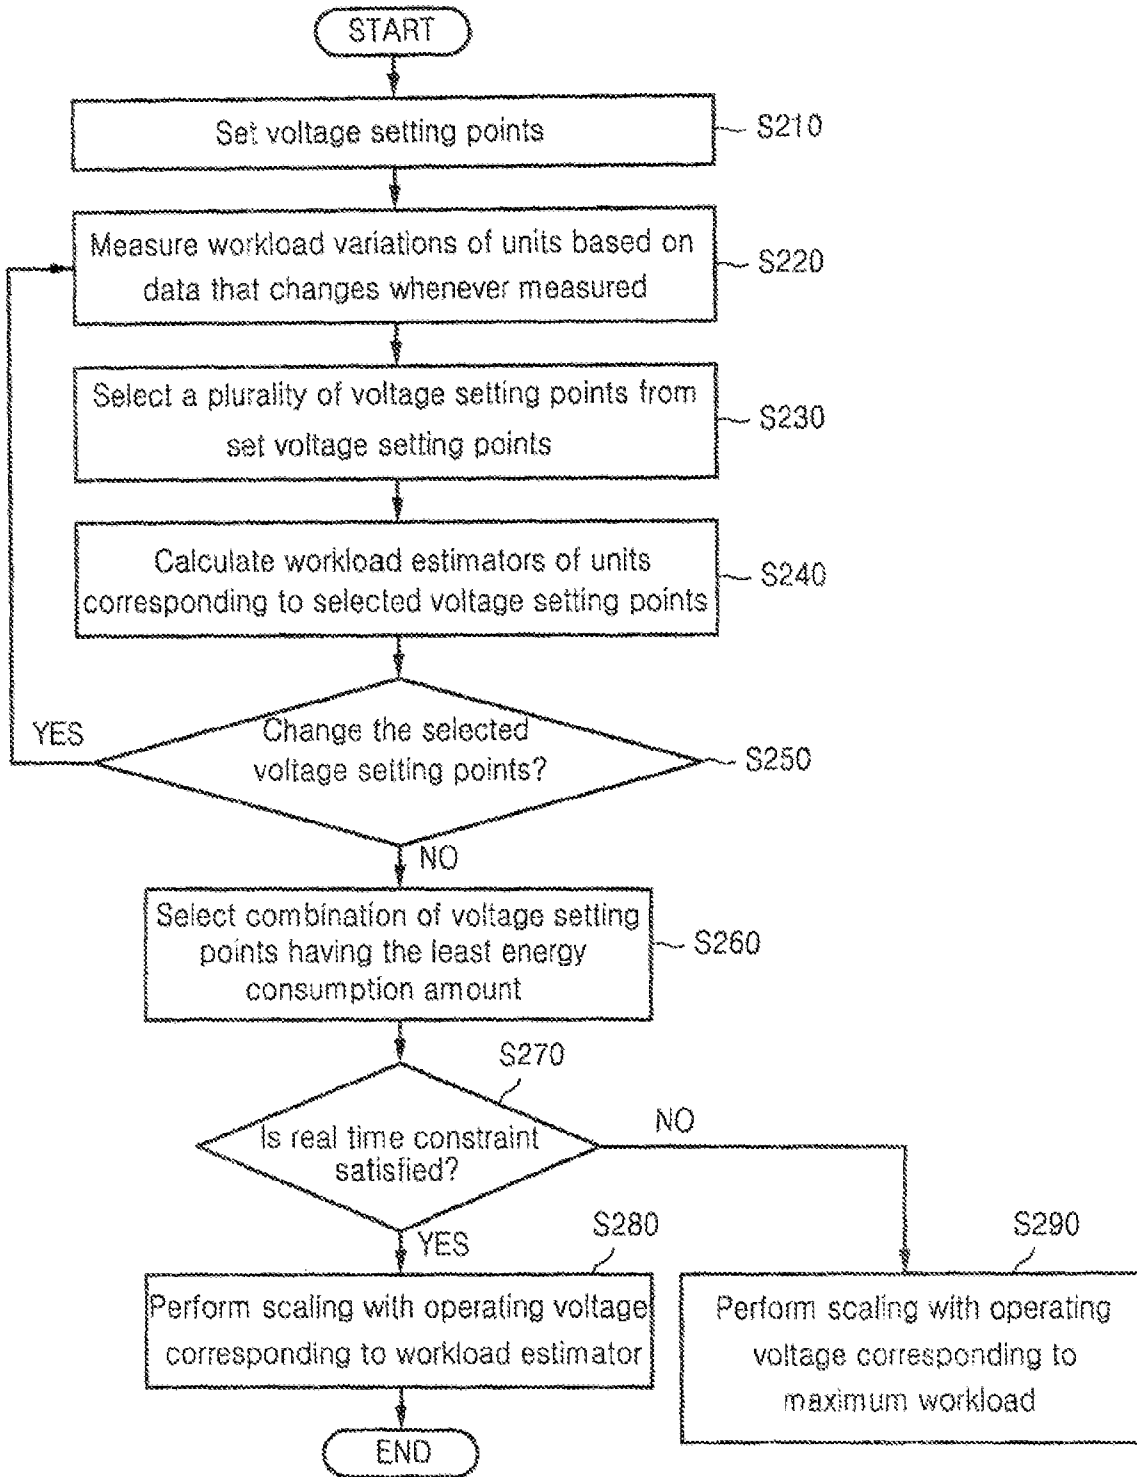 START
Set voltage setting points
S210
Measure workload variations of units based on
data that changes whenever measured
S220
Select a plurality of voltage setting points from
set voltage setting points
S230
Calculate workload estimators of units
corresponding to selected voltage setting points
S240
YES
Change the selected
voltage setting points?
S250
NO
Select combination of voltage setting
points having the least energy
consumption amount
S260
S270
Is real time constraint
satisfied?
NO
YES
S280
Perform scaling with operating voltage
corresponding to workload estimator
S290
Perform scaling with operating
voltage corresponding to
maximum workload
END